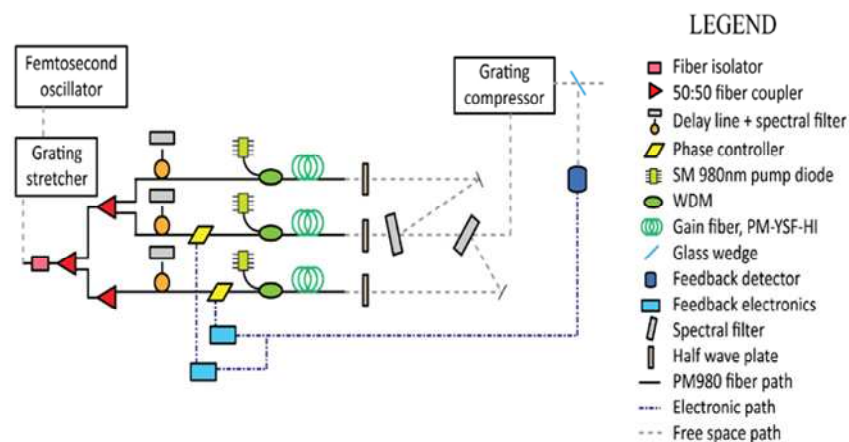 LEGEND
Femtosecond
oscillator
Grating
stretcher
Grating
compressor
Fiber isolator
50:50 fiber coupler
Delay line + spectral filter
Phase controller
SM 980nm pump diode
WDM
Gain fiber, PM-YSF-HI
Glass wedge
Feedback detector
Feedback electronics
Spectral filter
Half wave plate
PM980 fiber path
Electronic path
Free space path